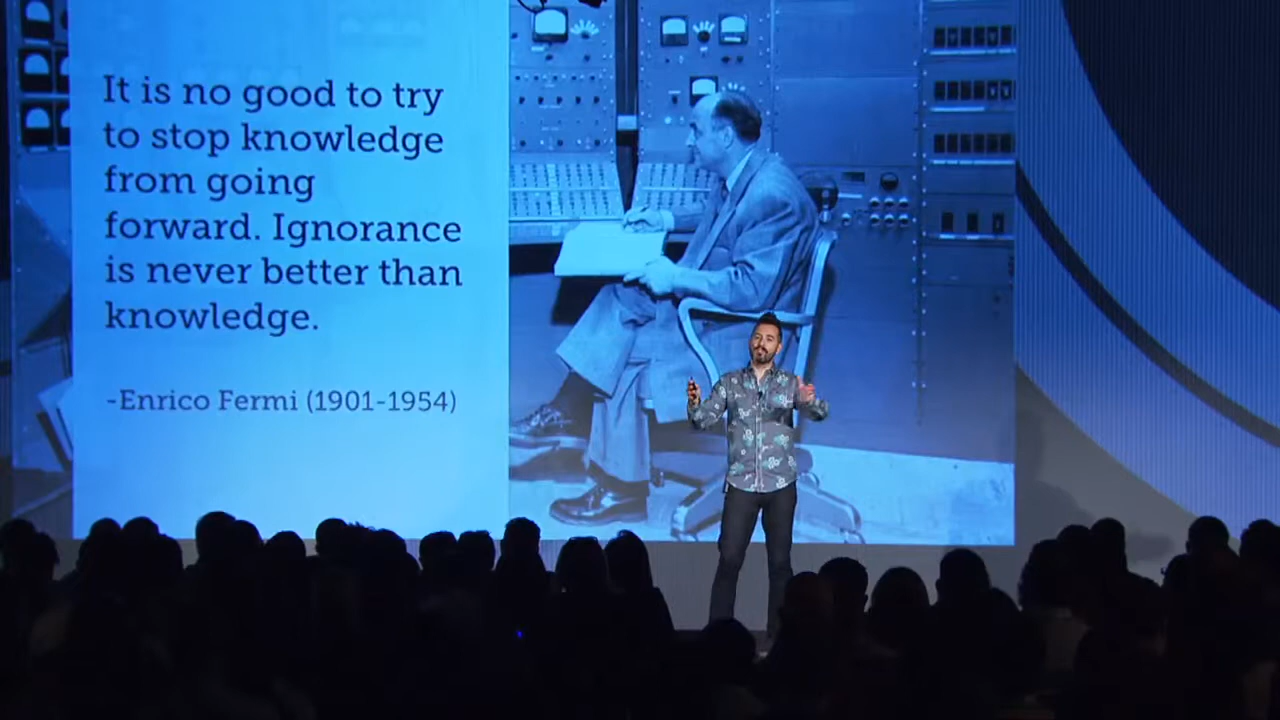 It is no good to try
to stop knowledge
from going
forward. Ignorance
is never better than
knowledge.
-Enrico Fermi (1901-1954)